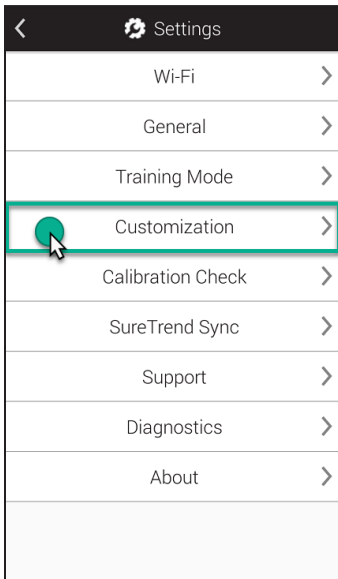 Settings
Wi-Fi
General
Training Mode
Customization
Calibration Check
SureTrend Sync
Support
Diagnostics
About